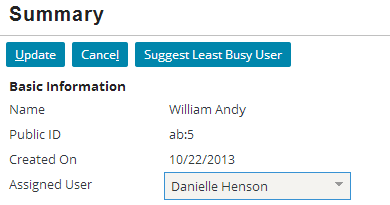 Summary
Update Cancel Suggest Least Busy User
Basic Information
Name William Andy
Public ID ab:5
Created On 10/22/2013
Assigned User Danielle Henson